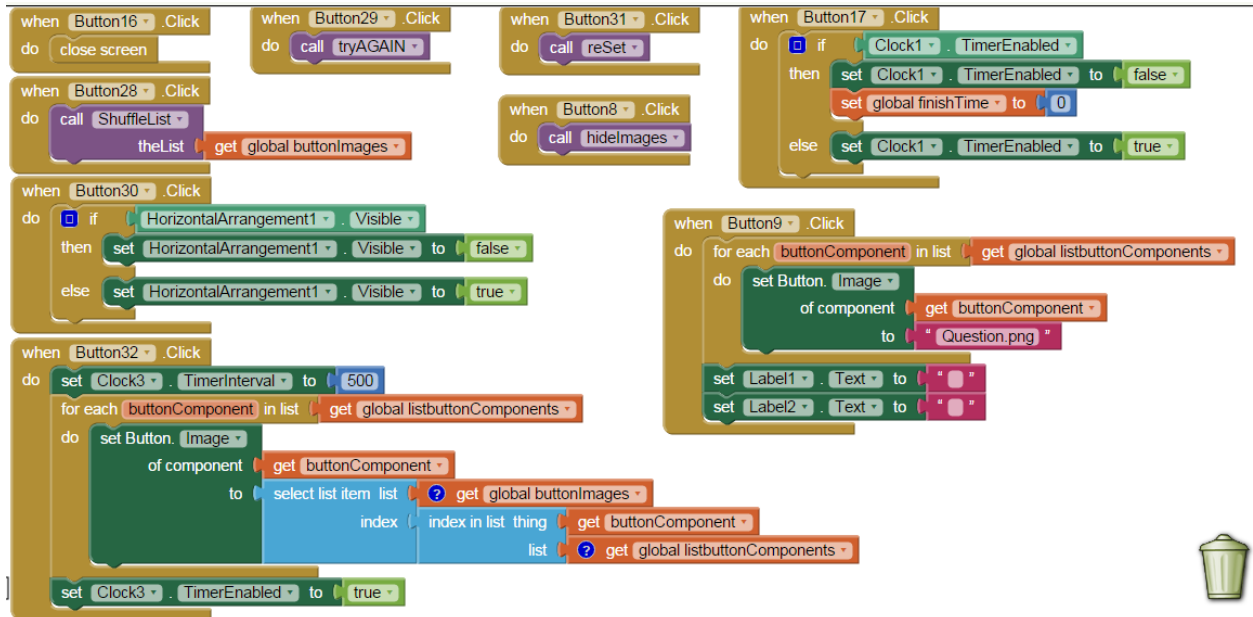 when Button16 .Click
do close screen
when Button29 .Click
do call tryAGAIN
when Button31 .Click
do call reSet
when Button17 .Click
do if Clock1 . TimerEnabled
then set Clock1 . TimerEnabled to false
set global finishTime to 0
else set Clock1 . TimerEnabled to true
when Button28 .Click
do call ShuffleList
theList get global buttonImages
when Button8 .Click
do call hideImages
when Button30 .Click
do if HorizontalArrangement1 . Visible
then set HorizontalArrangement1 . Visible to false
else set HorizontalArrangement1 . Visible to true
when Button9 .Click
do for each buttonComponent in list get global listbuttonComponents
do set Button. Image
of component get buttonComponent
to " Question.png "
set Label1 . Text to " "
set Label2 . Text to " "
when Button32 .Click
do set Clock3 . TimerInterval to 500
for each buttonComponent in list get global listbuttonComponents
do set Button. Image
of component get buttonComponent
to select list item list ? get global buttonImages
index index in list thing get buttonComponent
list ? get global listbuttonComponents
set Clock3 . TimerEnabled to true